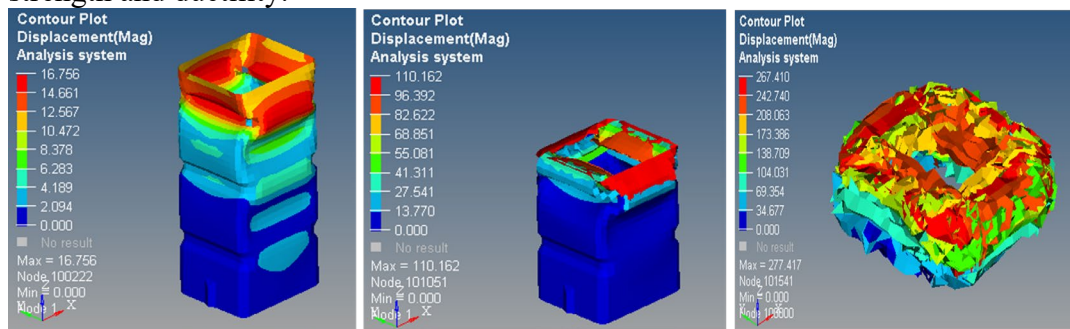 strength and ductility.
Contour Plot
Displacement(Mag)
Analysis system
16.756
14.661
12.567
10.472
8.378
6.283
4.189
2.094
0.000
No result
Max = 16.756
Node 100222
Min = 0.000
Node 1
Z
X
Contour Plot
Displacement(Mag)
Analysis system
110.162
96.392
82.622
68.851
55.081
41.311
27.541
13.770
0.000
No result
Max = 110.162
Node 101051
Min = 0.000
Node 1
Z
X
Contour Plot
Displacement(Mag)
Analysis system
267.410
242.740
208.063
173.386
138.709
104.031
69.354
34.677
0.000
No result
Max = 277.417
Node 101541
Min = 0.000
Z
X